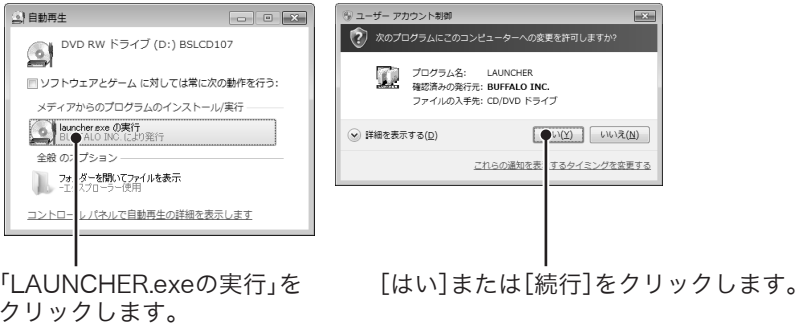 自動再生
DVD RW ドライブ (D:) BSLCD107
ソフトウェアとゲーム に対しては常に次の動作を行う:
メディアからのプログラムのインストール/実行
launcher.exe の実行
BUFFALO INC. により発行
全般 のオプション
フォルダーを開いてファイルを表示
-エクスプローラー使用
コントロール パネルで自動再生の詳細を表示します
「LAUNCHER.exeの実行」を
クリックします。
ユーザー アカウント制御
次のプログラムにこのコンピューターへの変更を許可しますか?
プログラム名: LAUNCHER
確認済みの発行元: BUFFALO INC.
ファイルの入手先: CD/DVD ドライブ
詳細を表示する(D)
はい(Y)
いいえ(N)
これらの通知を表示するタイミングを変更する
[はい]または[続行]をクリックします。